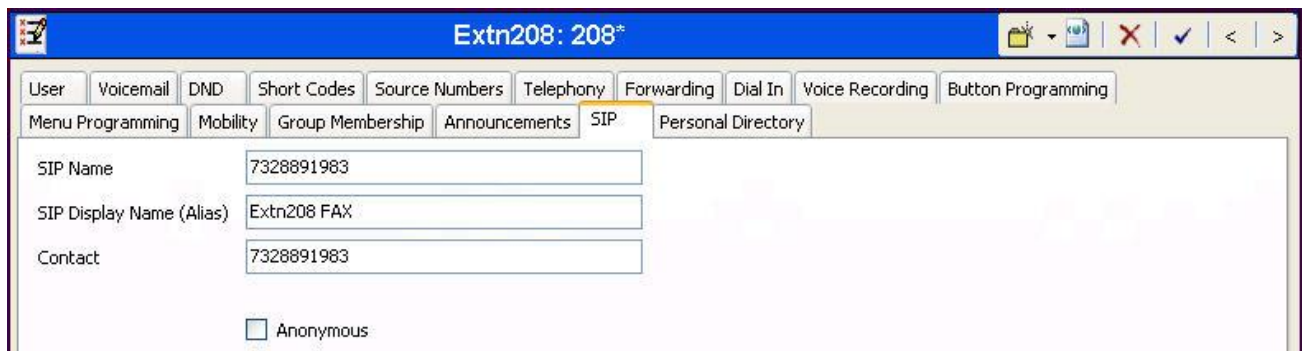 Extn208: 208*
User Voicemail DND Short Codes Source Numbers Telephony Forwarding Dial In Voice Recording Button Programming
Menu Programming Mobility Group Membership Announcements SIP Personal Directory
SIP Name 7328891983
SIP Display Name (Alias) Extn208 FAX
Contact 7328891983
Anonymous